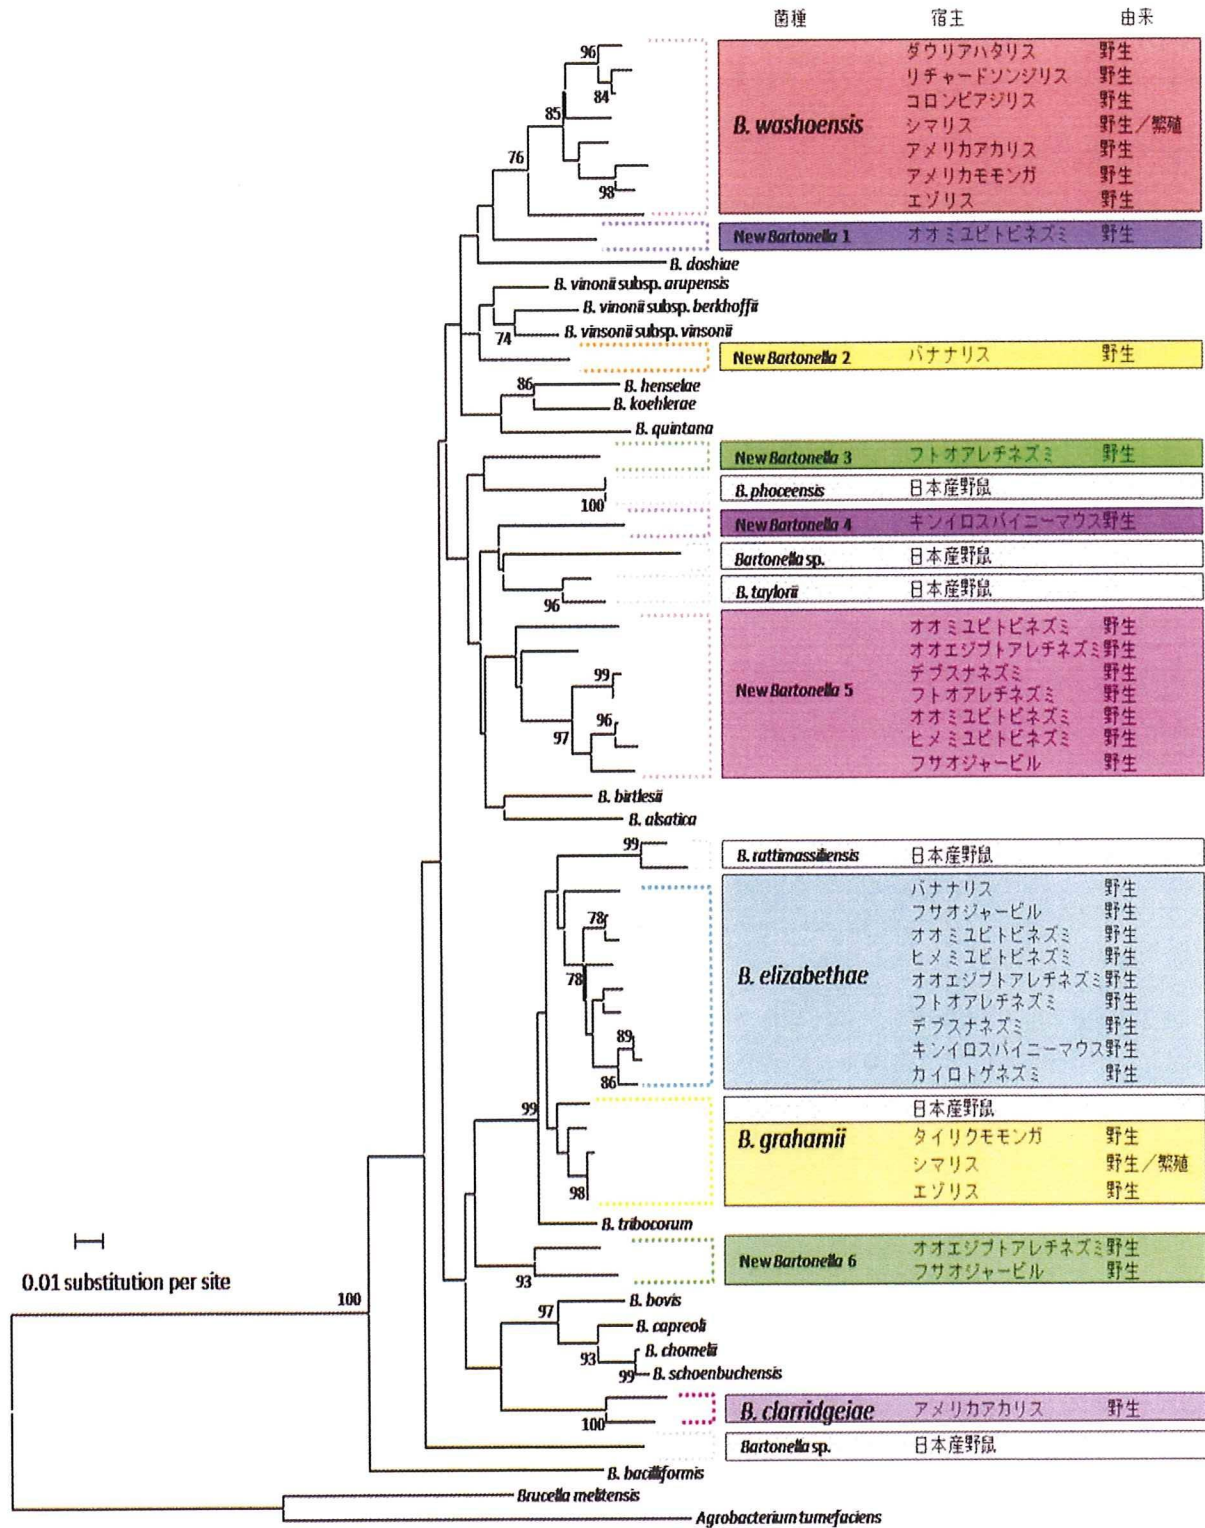 菌種 宿主 由来
96
ダウリアハタリス 野生
リチャードソンジリス 野生
84
コロンビアジリス 野生
85
B. washoensis シマリス 野生/繁殖
アメリカアカリス 野生
76
アメリカモモンガ 野生
98
エゾリス 野生
New Bartonella 1 オオミユビトビネズミ 野生
B. doshiae
B. vinonii subsp. arupensis
B. vinonii subsp. berkhoffii
B. vinsonii subsp. vinsonii
74
New Bartonella 2 バナナリス 野生
86
B. henselae
B. koehlerae
B. quintana
New Bartonella 3 フトオアレチネズミ 野生
B. phoceensis 日本産野鼠
100
New Bartonella 4 キンイロスパイニーマウス野生
Bartonella sp. 日本産野鼠
B. taylorii 日本産野鼠
96
オオミユビトビネズミ 野生
オオエジプトアレチネズミ野生
99
デブスナネズミ 野生
New Bartonella 5 フトオアレチネズミ 野生
96
オオミユビトビネズミ 野生
97
ヒメミユビトビネズミ 野生
フサオジャービル 野生
B. birtlesii
B. alsatica
99
B. rattimassiliensis 日本産野鼠
バナナリス 野生
フサオジャービル 野生
78
オオミユビトビネズミ 野生
ヒメミユビトビネズミ 野生
78
B. elizabethae オオエジプトアレチネズミ野生
フトオアレチネズミ 野生
デブスナネズミ 野生
89
キンイロスパイニーマウス野生
86
カイロトゲネズミ 野生
99
日本産野鼠
B. grahamii タイリクモモンガ 野生
シマリス 野生/繁殖
98
エゾリス 野生
B. tribocorum
0.01 substitution per site
New Bartonella 6 オオエジプトアレチネズミ野生
フサオジャービル 野生
93
100
B. bovis
97
B. capreoli
B. chomelii
93
99
B. schoenbuchensis
B. clarridgeiae アメリカアカリス 野生
100
Bartonella sp. 日本産野鼠
B. bacilliformis
Brucella melitensis
Agrobacterium tumefaciens